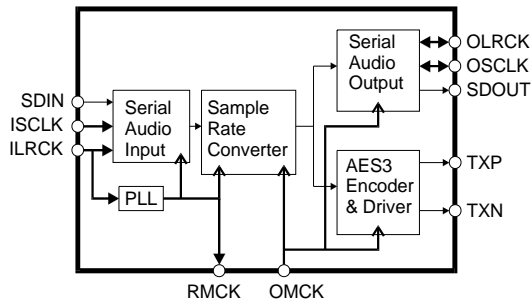 SDIN
ISCLK
ILRCK
Serial
Audio
Input
PLL
Sample
Rate
Converter
Serial
Audio
Output
AES3
Encoder
& Driver
OLRCK
OSCLK
SDOUT
TXP
TXN
RMCK
OMCK